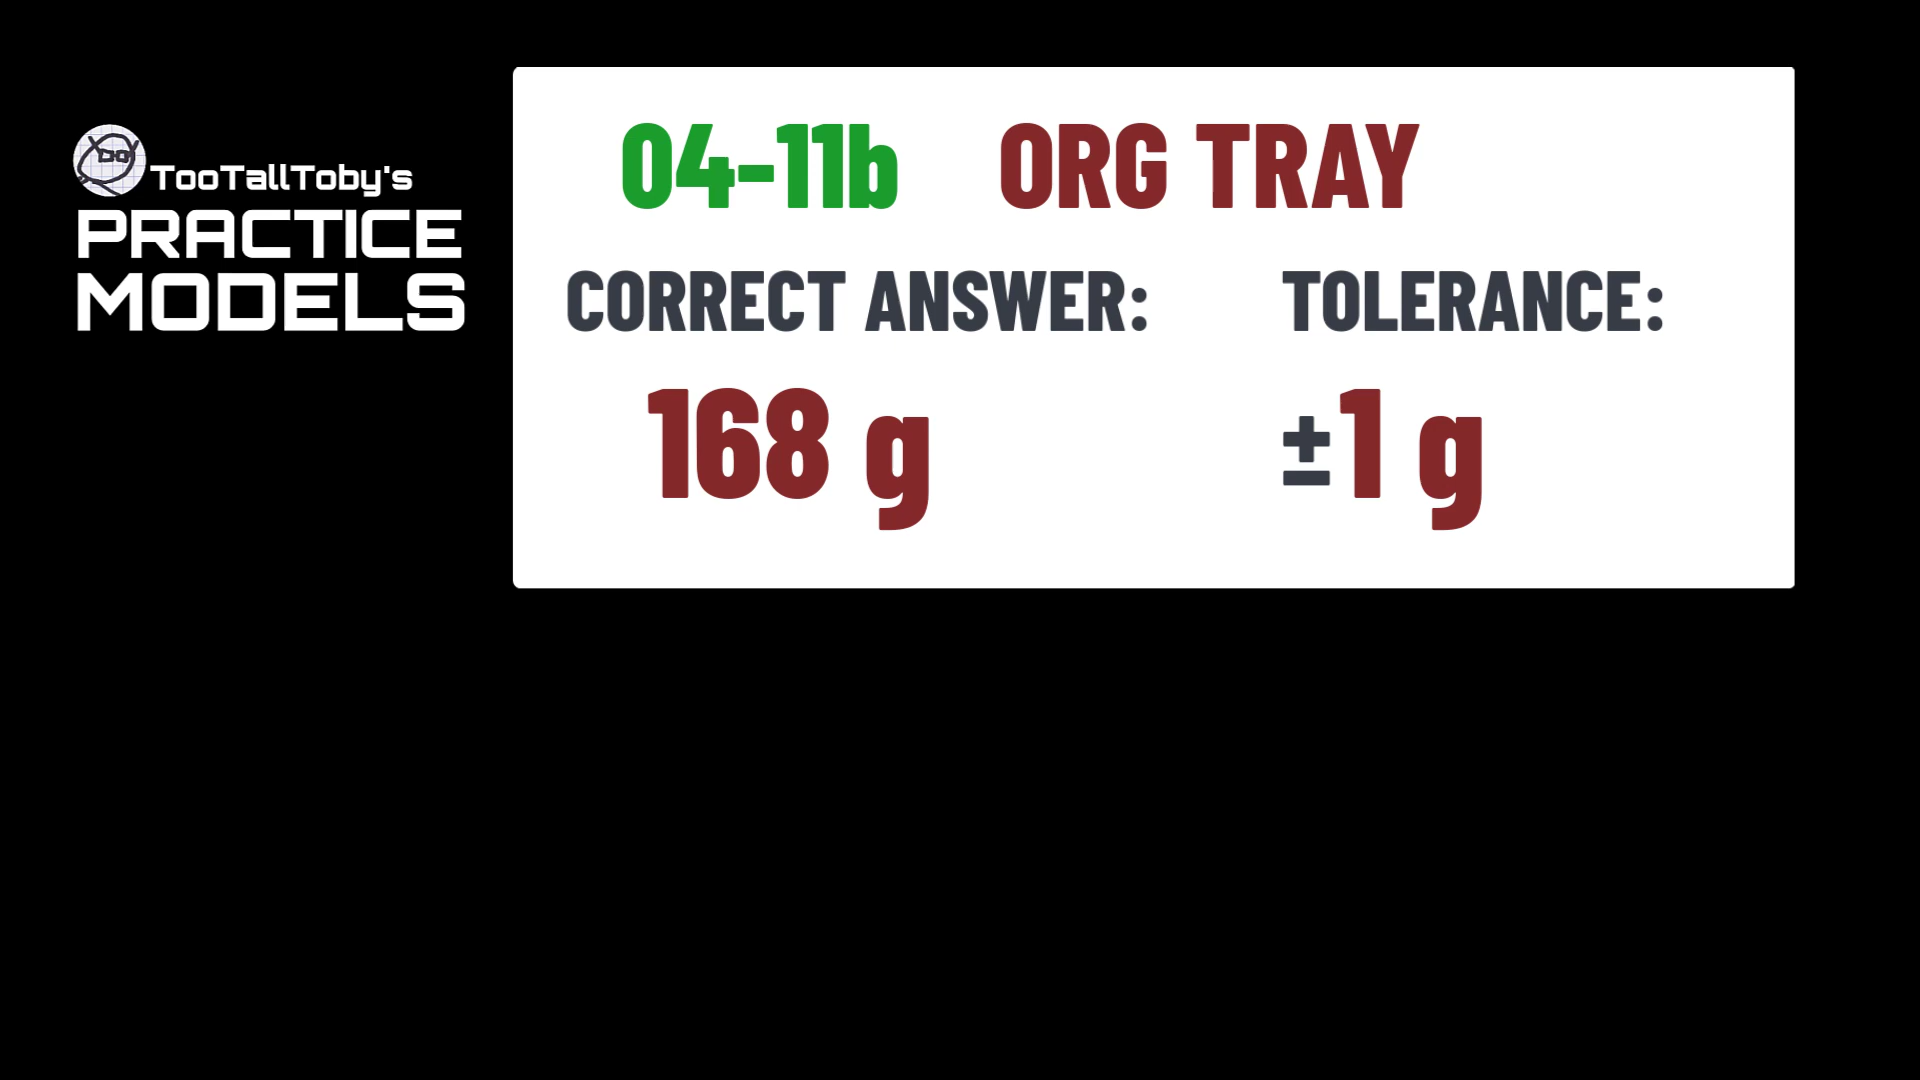 TooTallToby's
PRACTICE
MODELS
04-11b ORG TRAY
CORRECT ANSWER: TOLERANCE:
168 g ±1 g